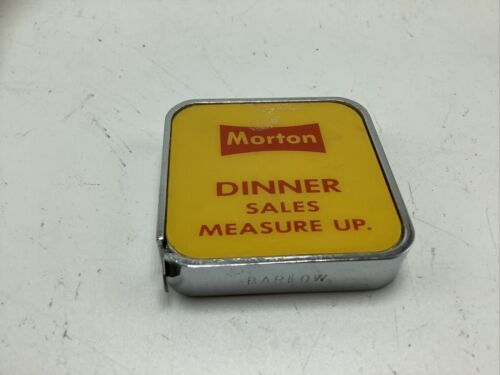 Morton
DINNER
SALES
MEASURE UP.
BARLOW